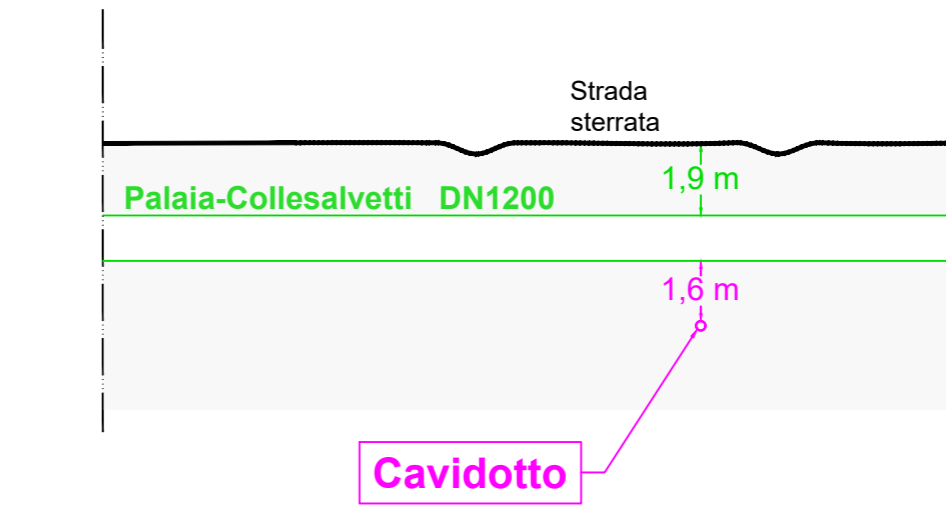 Strada
sterrata
1,9 m
Palaia-Collesalvetti DN1200
1,6 m
Cavidotto